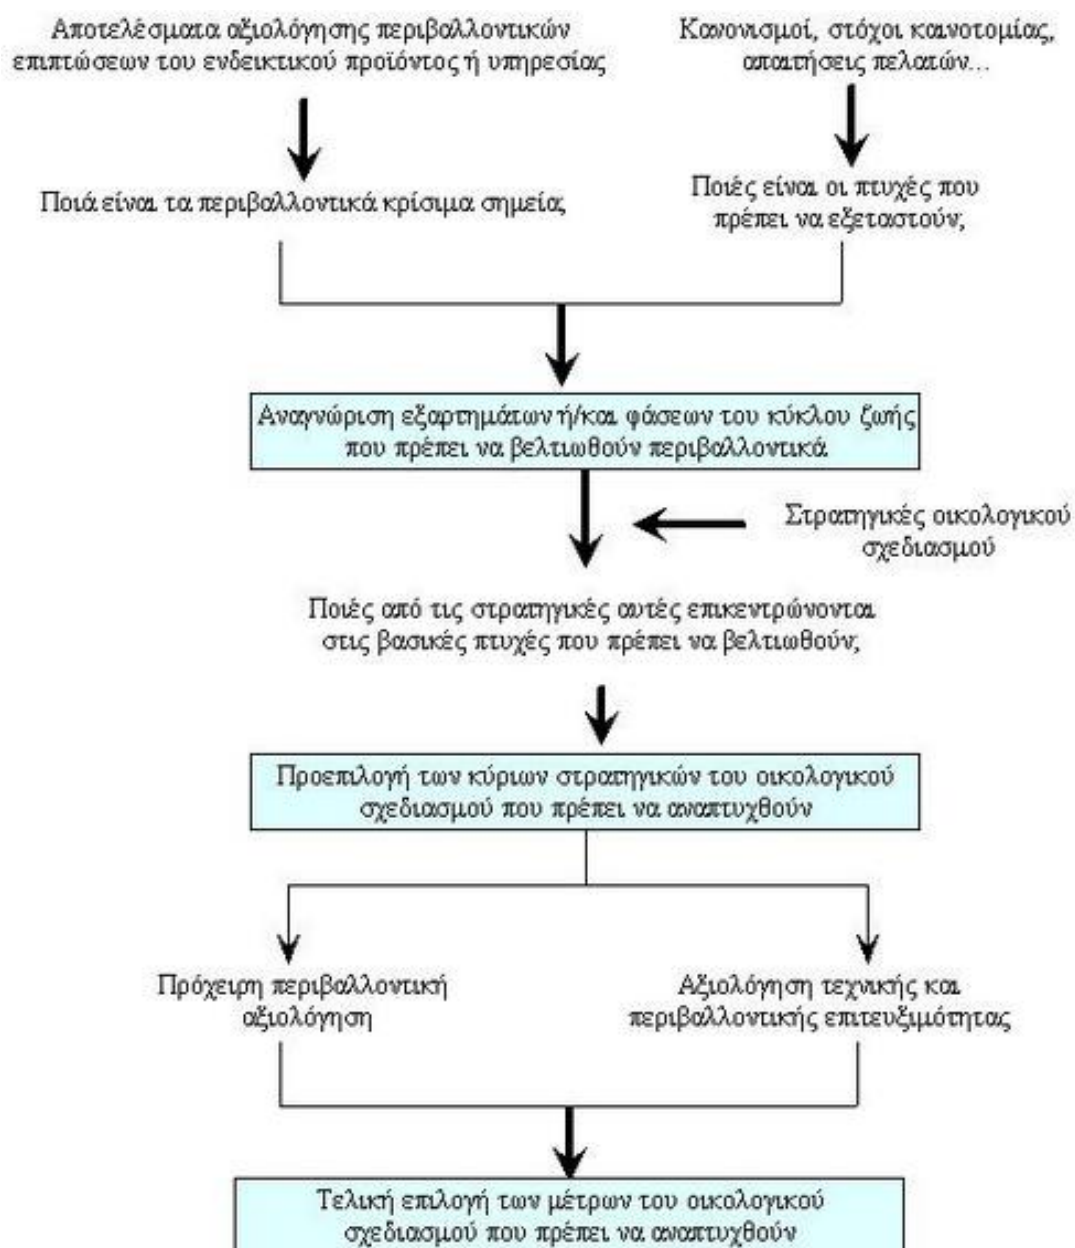 Αποτελέσματα αξιολόγησης περιβαλλοντικών
επιπτώσεων του ενδεικτικού προϊόντος ή υπηρεσίας
Κανονισμοί, στόχοι καινοτομίας,
απαιτήσεις πελατών...
Ποιά είναι τα περιβαλλοντικά κρίσιμα σημεία;
Ποιές είναι οι πτυχές που
πρέπει να εξεταστούν;
Αναγνώριση εξαρτημάτων ή/και φάσεων του κύκλου ζωής
που πρέπει να βελτιωθούν περιβαλλοντικά
Στρατηγικές οικολογικού
σχεδιασμού
Ποιές από τις στρατηγικές αυτές επικεντρώνονται
στις βασικές πτυχές που πρέπει να βελτιωθούν;
Προεπιλογή των κύριων στρατηγικών του οικολογικού
σχεδιασμού που πρέπει να αναπτυχθούν
Πρόχειρη περιβαλλοντική
αξιολόγηση
Αξιολόγηση τεχνικής και
περιβαλλοντικής επιτευξιμότητας
Τελική επιλογή των μέτρων του οικολογικού
σχεδιασμού που πρέπει να αναπτυχθούν